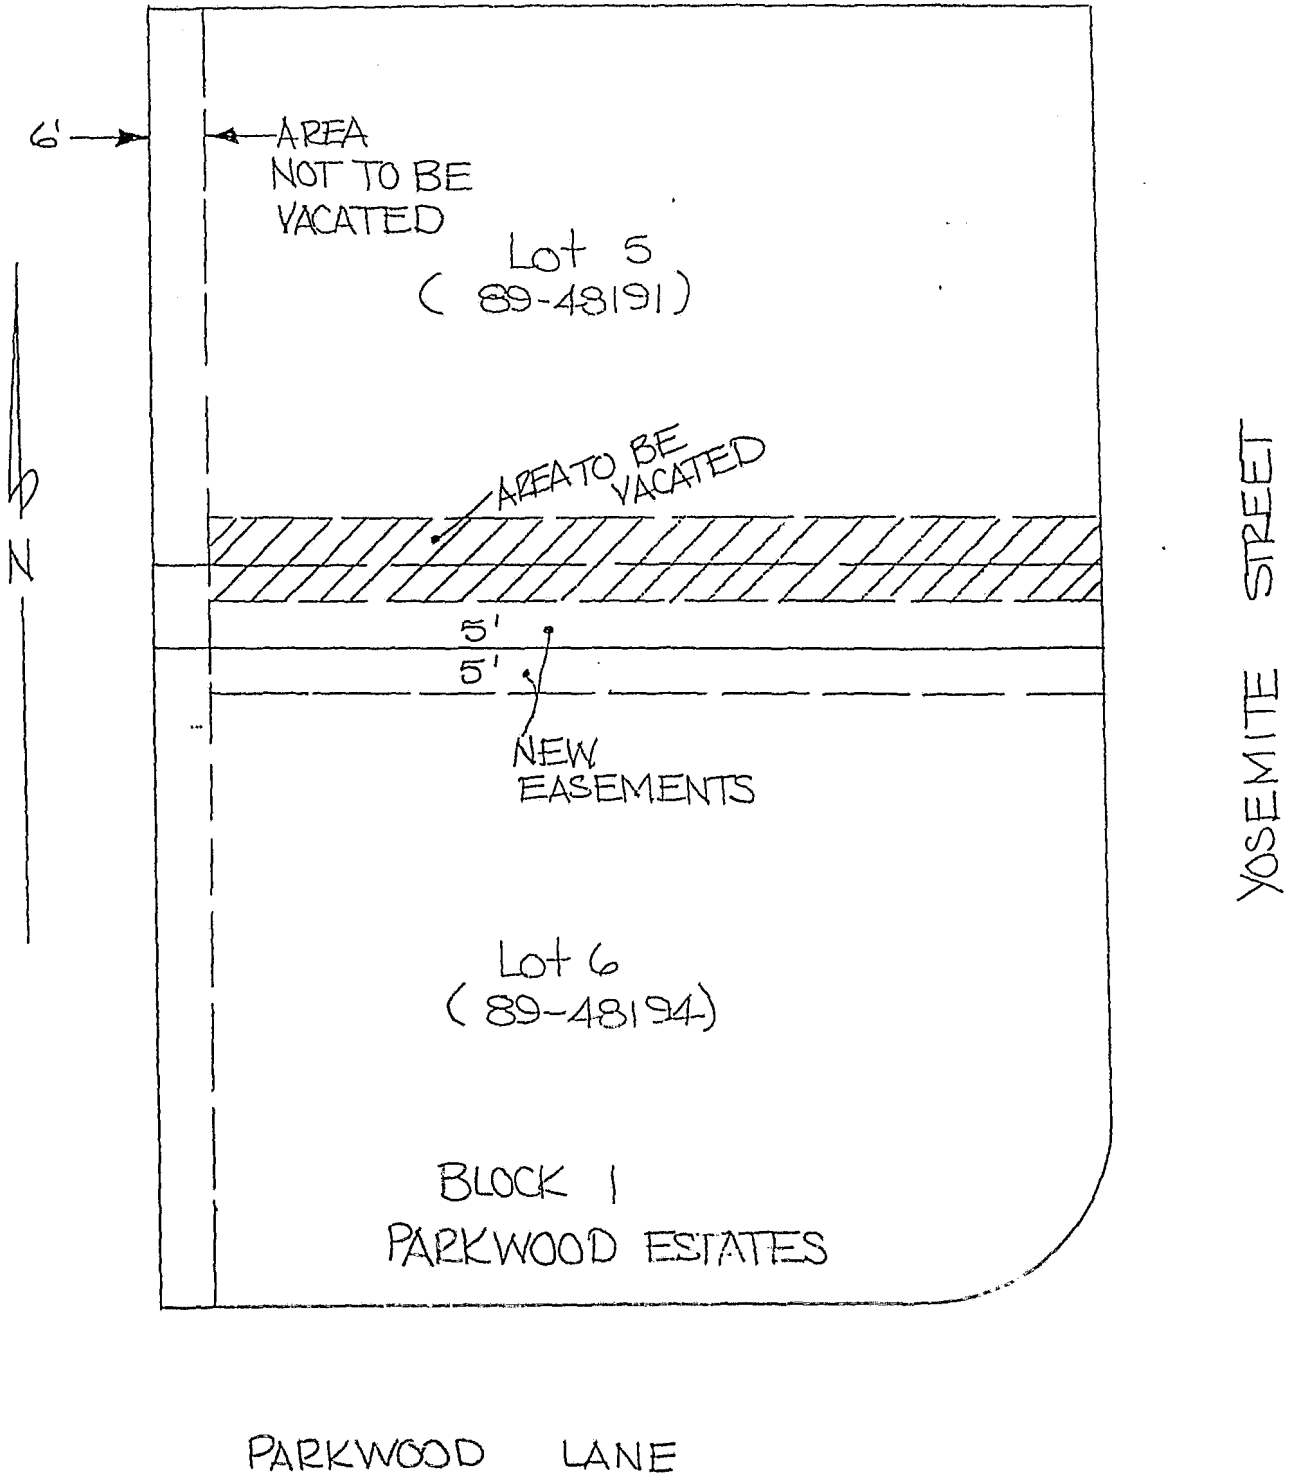 6'
AREA
NOT TO BE
VACATED
Lot 5
( 89-48191)
AREA TO BE
VACATED
N
5'
5'
NEW
EASEMENTS
Lot 6
( 89-48194)
BLOCK 1
PARKWOOD ESTATES
YOSEMITE STREET
PARKWOOD LANE